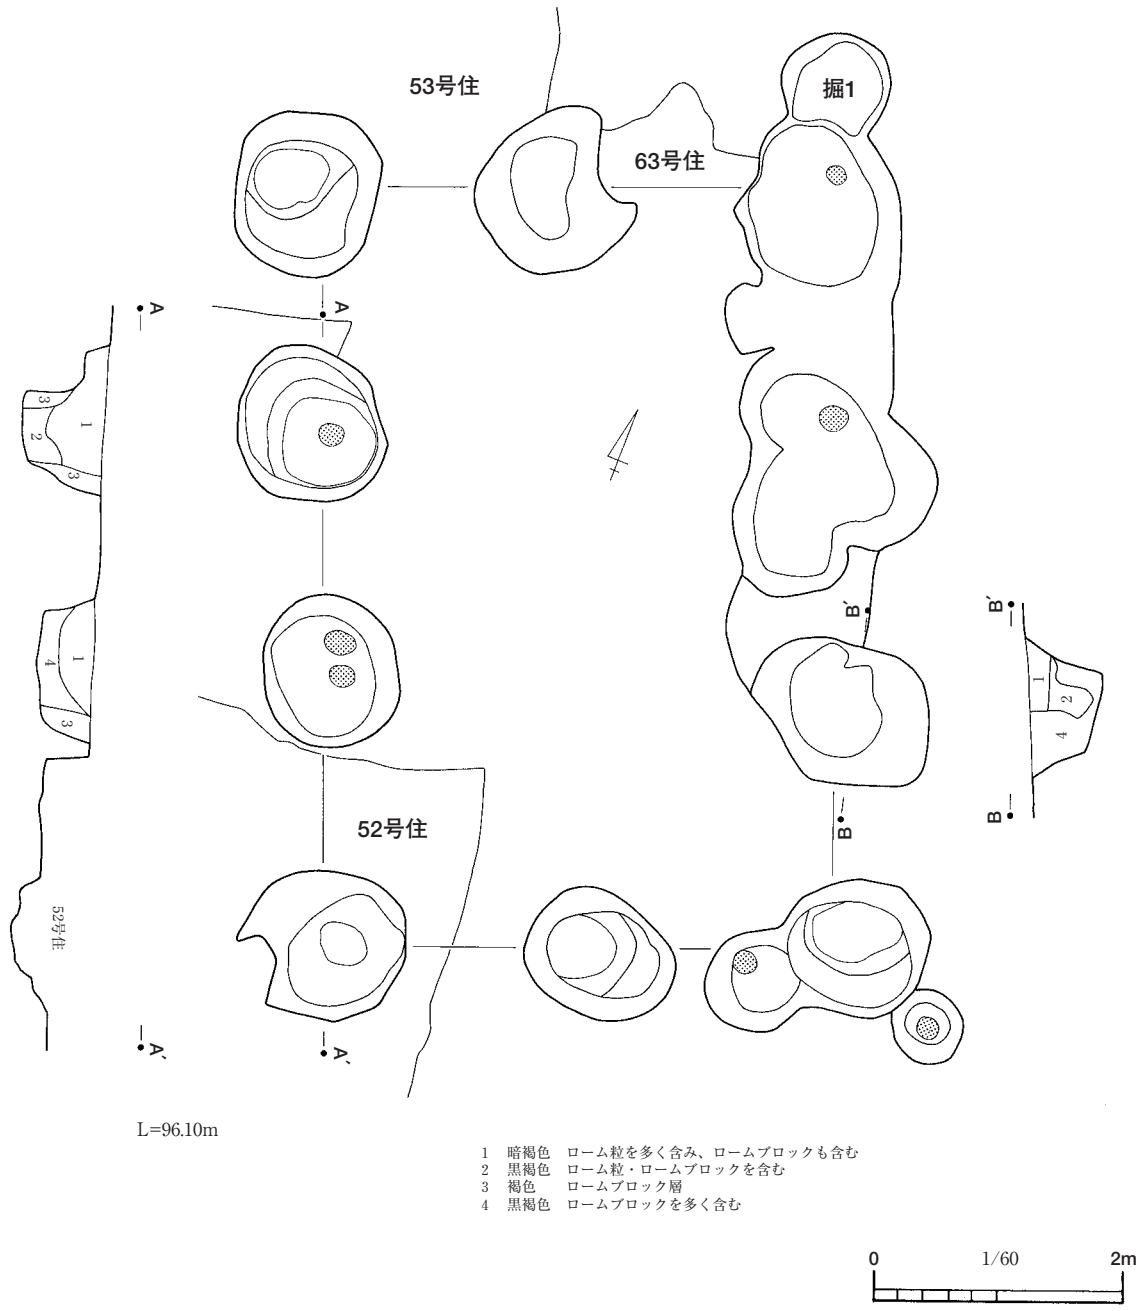 53号住
掘1
63号住
A
A
3
1
2
3
B´
B´
1
4
3
1
2
4
52号住
B
B
52号住
A´
A´
L=96.10m
1 暗褐色 ローム粒を多く含み、ロームブロックも含む
2 黒褐色 ローム粒・ロームブロックを含む
3 褐色 ロームブロック層
4 黒褐色 ロームブロックを多く含む
0 1/60 2m